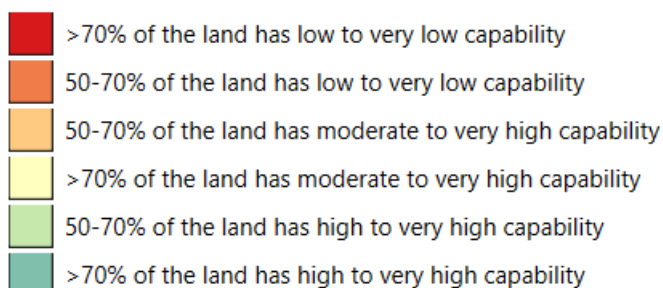 >70% of the land has low to very low capability
50-70% of the land has low to very low capability
50-70% of the land has moderate to very high capability
>70% of the land has moderate to very high capability
50-70% of the land has high to very high capability
>70% of the land has high to very high capability